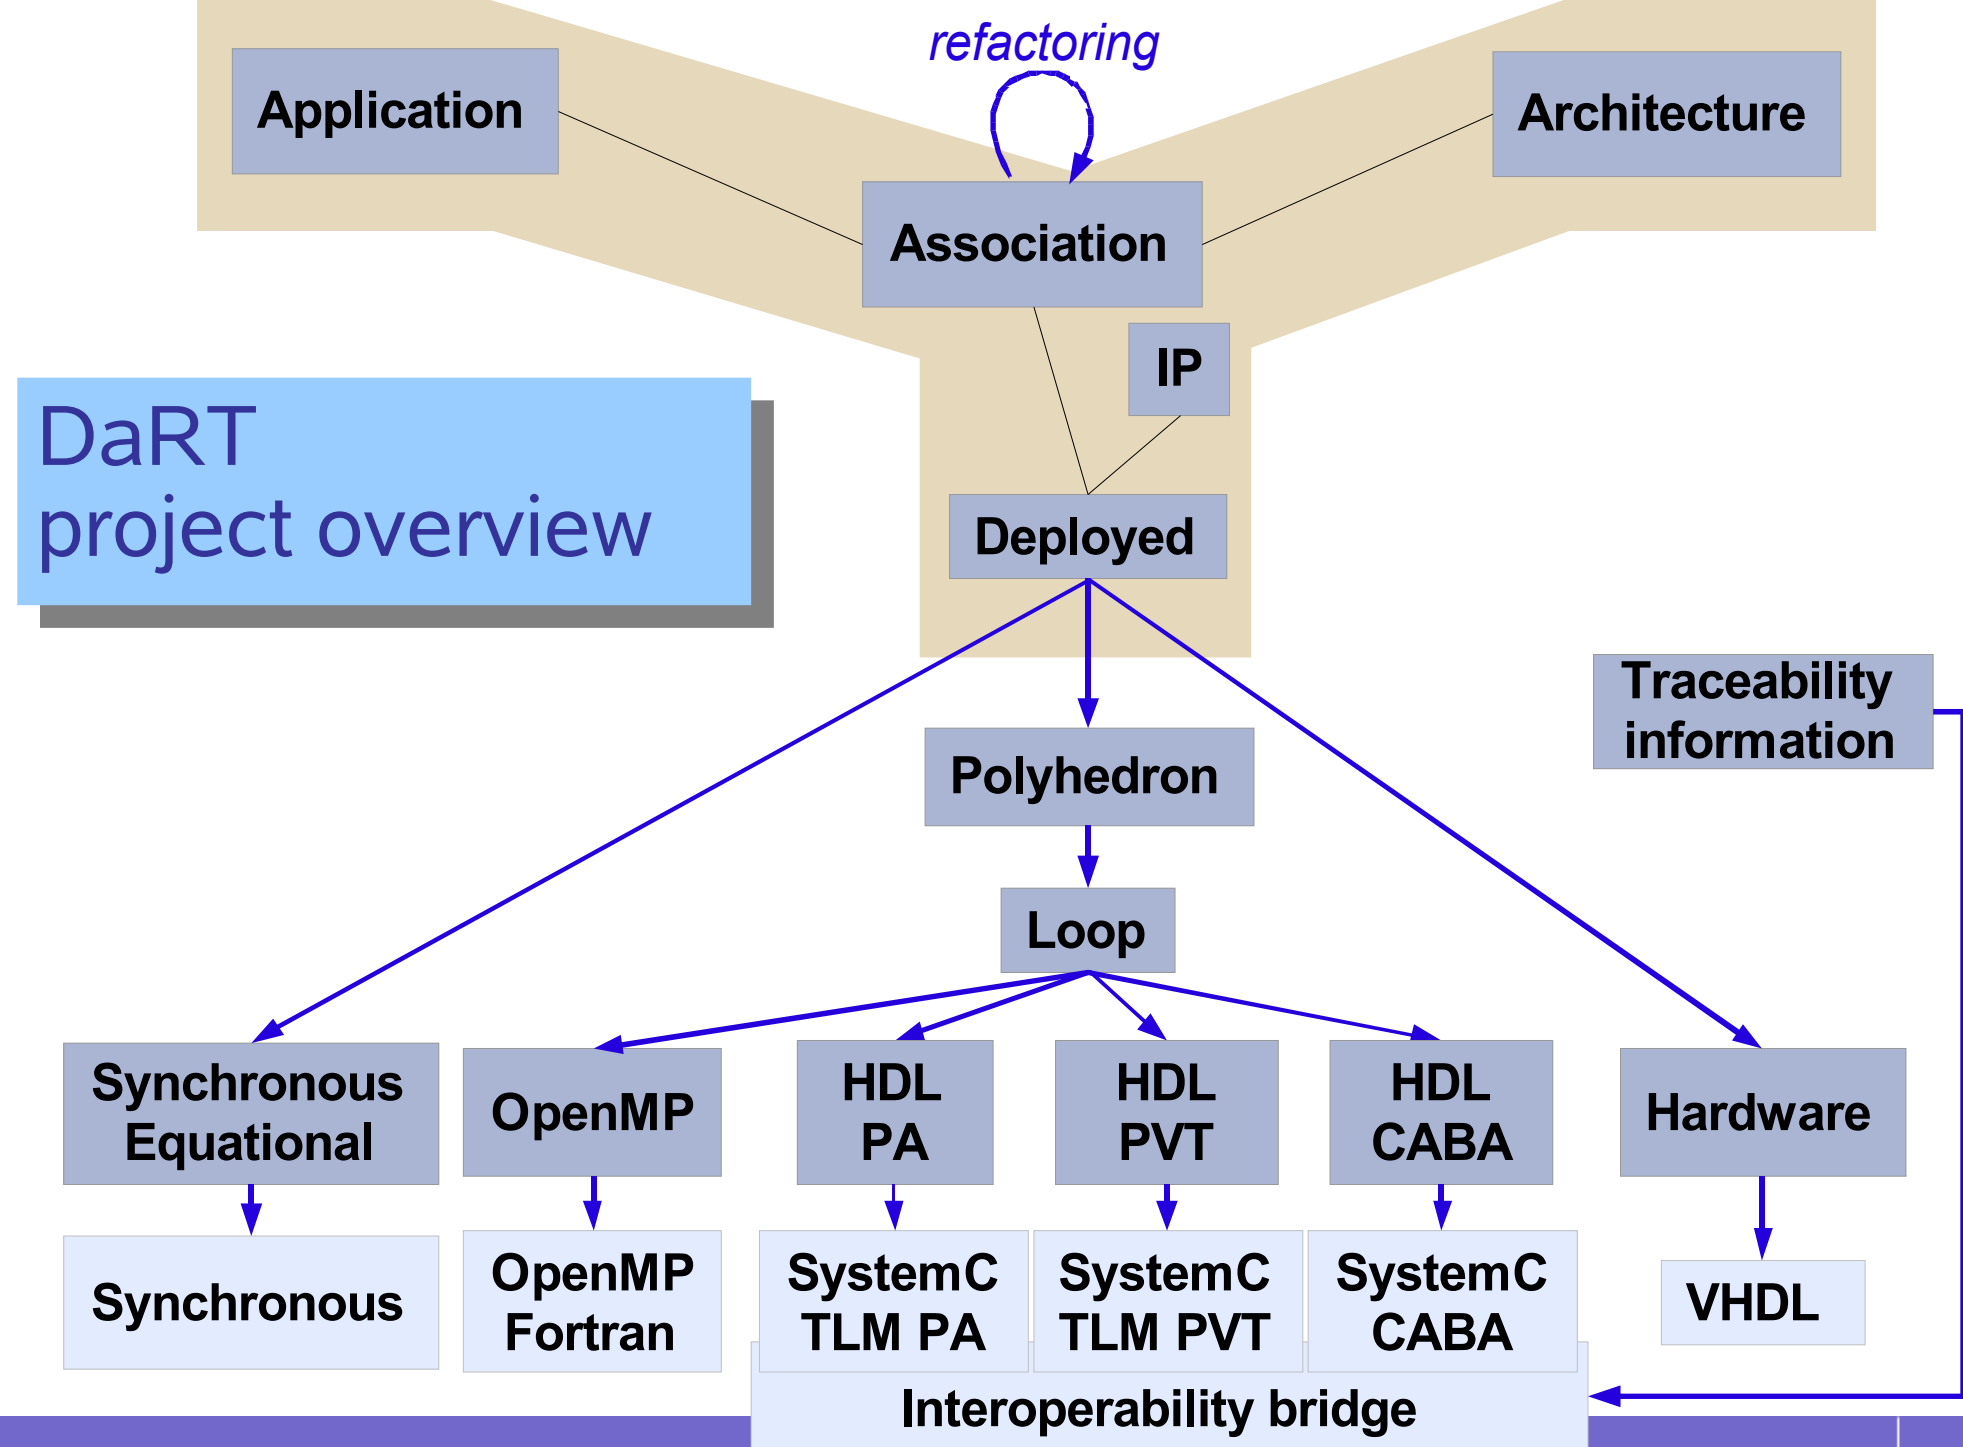 refactoring
Application
Architecture
Association
IP
DaRT
project overview
Deployed
Traceability
information
Polyhedron
Loop
Synchronous
Equational
OpenMP
HDL
PA
HDL
PVT
HDL
CABA
Hardware
Synchronous
OpenMP
Fortran
SystemC
TLM PA
SystemC
TLM PVT
SystemC
CABA
VHDL
Interoperability bridge